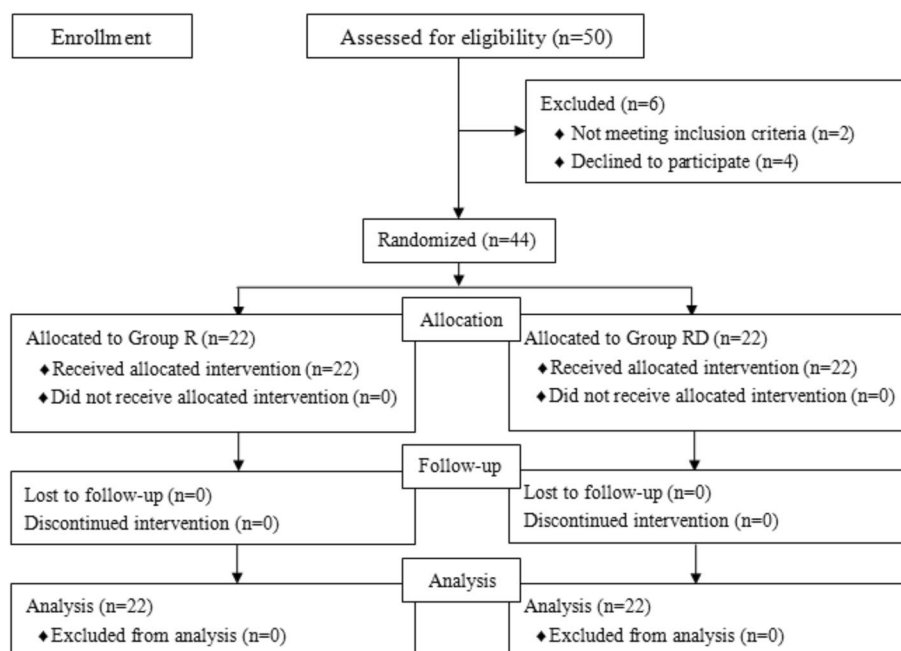 Enrollment
Assessed for eligibility (n=50)
Excluded (n=6)
♦ Not meeting inclusion criteria (n=2)
♦ Declined to participate (n=4)
Randomized (n=44)
Allocation
Allocated to Group R (n=22)
♦Received allocated intervention (n=22)
♦Did not receive allocated intervention (n=0)
Allocated to Group RD (n=22)
♦Received allocated intervention (n=22)
♦Did not receive allocated intervention (n=0)
Follow-up
Lost to follow-up (n=0)
Discontinued intervention (n=0)
Lost to follow-up (n=0)
Discontinued intervention (n=0)
Analysis
Analysis (n=22)
♦Excluded from analysis (n=0)
Analysis (n=22)
♦Excluded from analysis (n=0)